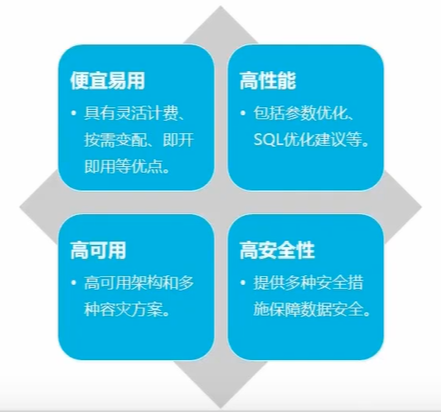 便宜易用
• 具有灵活计费、
按需变配、即开
即用等优点。
高性能
• 包括参数优化、
SQL优化建议等。
高可用
• 高可用架构和多
种容灾方案。
高安全性
• 提供多种安全措
施保障数据安全。